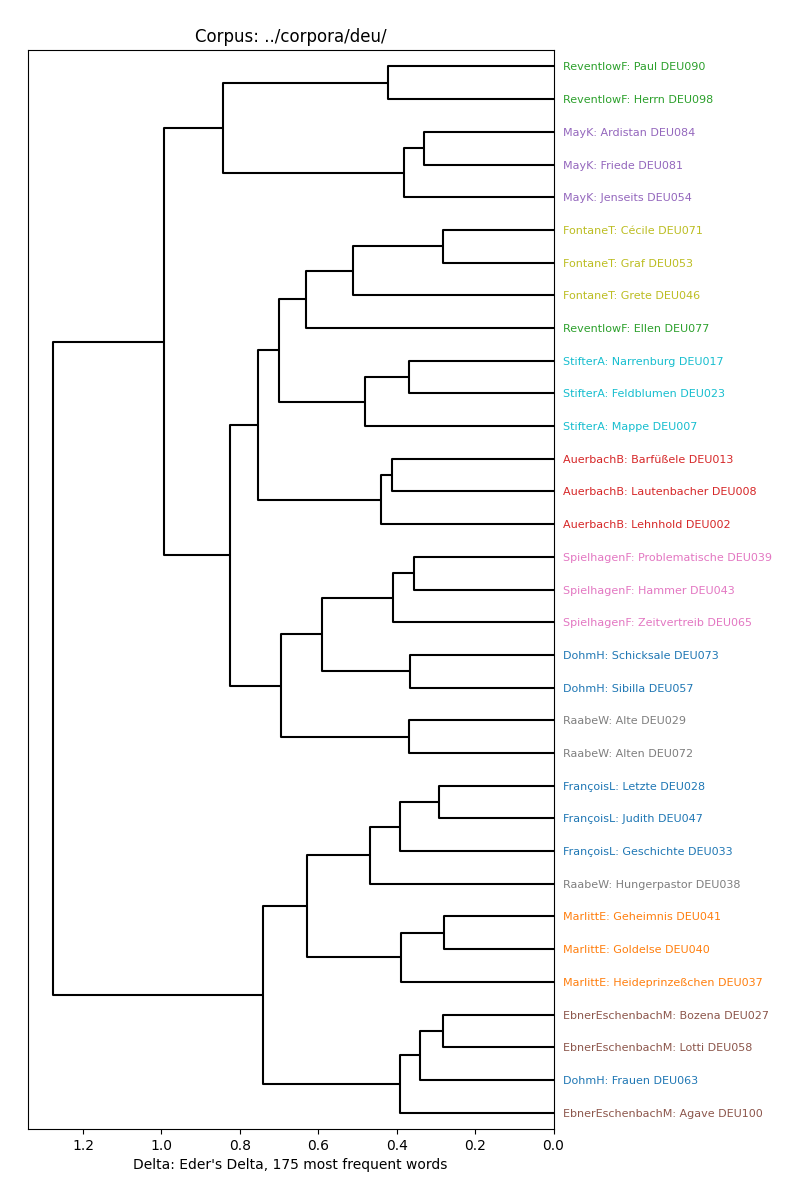 Corpus: ../corpora/deu/
ReventlowF: Paul DEU090
ReventlowF: Herrn DEU098
MayK: Ardistan DEU084
MayK: Friede DEU081
MayK: Jenseits DEU054
FontaneT: Cécile DEU071
FontaneT: Graf DEU053
FontaneT: Grete DEU046
ReventlowF: Ellen DEU077
StifterA: Narrenburg DEU017
StifterA: Feldblumen DEU023
StifterA: Mappe DEU007
AuerbachB: Barfüßele DEU013
AuerbachB: Lautenbacher DEU008
AuerbachB: Lehnhold DEU002
SpielhagenF: Problematische DEU039
SpielhagenF: Hammer DEU043
SpielhagenF: Zeitvertreib DEU065
DohmH: Schicksale DEU073
DohmH: Sibilla DEU057
RaabeW: Alte DEU029
RaabeW: Alten DEU072
FrançoisL: Letzte DEU028
FrançoisL: Judith DEU047
FrançoisL: Geschichte DEU033
RaabeW: Hungerpastor DEU038
MarlittE: Geheimnis DEU041
MarlittE: Goldelse DEU040
MarlittE: Heideprinzeßchen DEU037
EbnerEschenbachM: Bozena DEU027
EbnerEschenbachM: Lotti DEU058
DohmH: Frauen DEU063
EbnerEschenbachM: Agave DEU100
1.2 1.0 0.8 0.6 0.4 0.2 0.0
Delta: Eder's Delta, 175 most frequent words